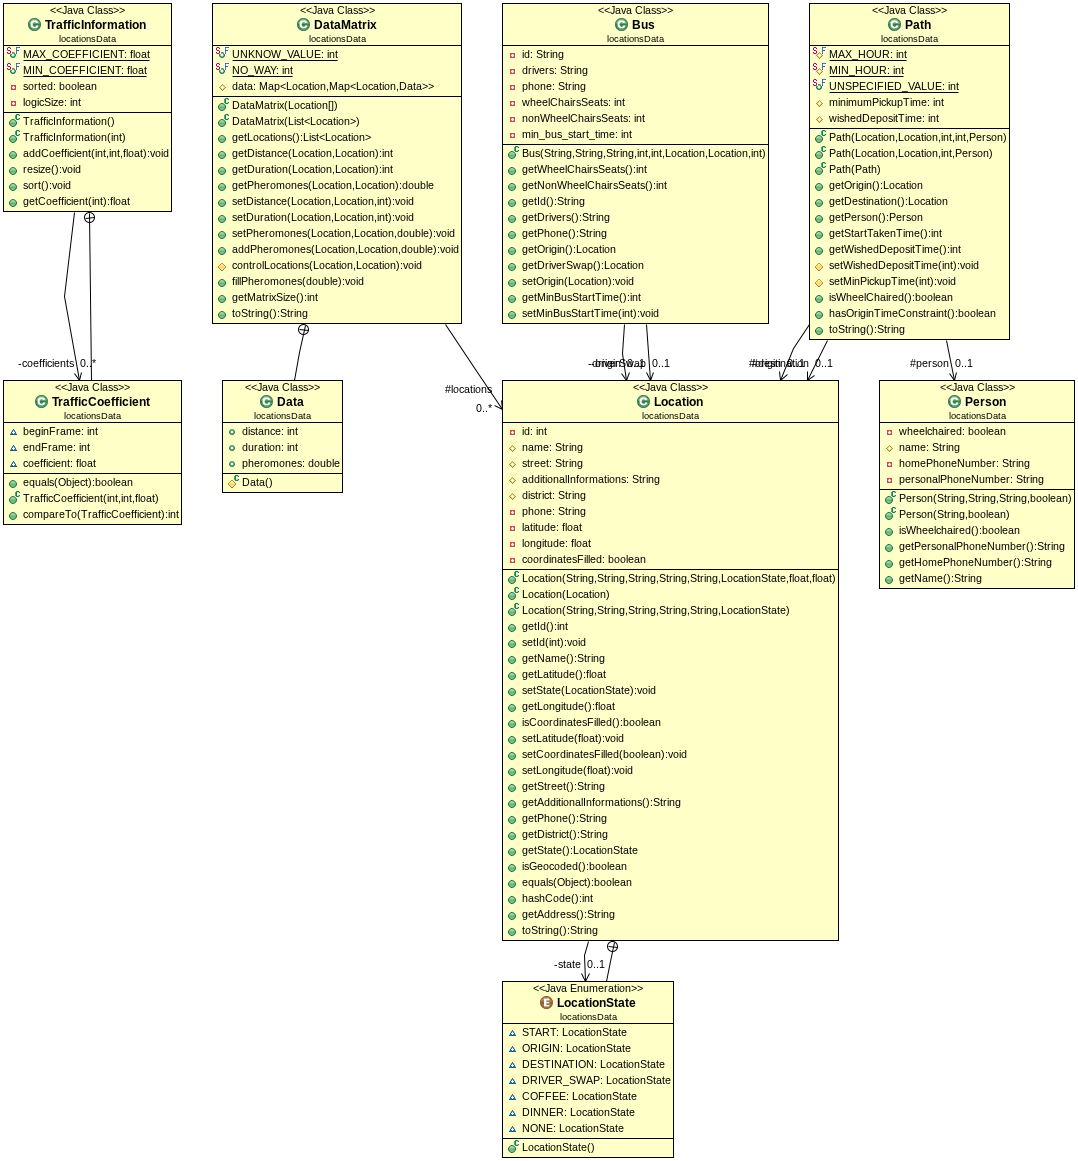 <<Java Class>>
TrafficInformation
locationsData
MAX_COEFFICIENT: float
MIN_COEFFICIENT: float
sorted: boolean
logicSize: int
TrafficInformation()
TrafficInformation(int)
addCoefficient(int,int,float):void
resize():void
sort():void
getCoefficient(int):float
<<Java Class>>
DataMatrix
locationsData
UNKNOW_VALUE: int
NO_WAY: int
data: Map<Location,Map<Location,Data>>
DataMatrix(Location[])
DataMatrix(List<Location>)
getLocations():List<Location>
getDistance(Location,Location):int
getDuration(Location,Location):int
getPheromones(Location,Location):double
setDistance(Location,Location,int):void
setDuration(Location,Location,int):void
setPheromones(Location,Location,double):void
addPheromones(Location,Location,double):void
controlLocations(Location,Location):void
fillPheromones(double):void
getMatrixSize():int
toString():String
<<Java Class>>
Bus
locationsData
id: String
drivers: String
phone: String
wheelChairsSeats: int
nonWheelChairsSeats: int
min_bus_start_time: int
Bus(String,String,String,int,int,Location,Location,int)
getWheelChairsSeats():int
getNonWheelChairsSeats():int
getId():String
getDrivers():String
getPhone():String
getOrigin():Location
getDriverSwap():Location
setOrigin(Location):void
getMinBusStartTime():int
setMinBusStartTime(int):void
<<Java Class>>
Path
locationsData
MAX_HOUR: int
MIN_HOUR: int
UNSPECIFIED_VALUE: int
minimumPickupTime: int
wishedDepositTime: int
Path(Location,Location,int,int,Person)
Path(Location,Location,int,Person)
Path(Path)
getOrigin():Location
getDestination():Location
getPerson():Person
getStartTakenTime():int
getWishedDepositTime():int
setWishedDepositTime(int):void
setMinPickupTime(int):void
isWheelChaired():boolean
hasOriginTimeConstraint():boolean
toString():String
-coefficients 0..*
#locations
0..*
0..1
0..1
#person 0..1
<<Java Class>>
TrafficCoefficient
locationsData
beginFrame: int
endFrame: int
coefficient: float
equals(Object):boolean
TrafficCoefficient(int,int,float)
compareTo(TrafficCoefficient):int
<<Java Class>>
Data
locationsData
distance: int
duration: int
pheromones: double
Data()
<<Java Class>>
Location
locationsData
id: int
name: String
street: String
additionalInformations: String
district: String
phone: String
latitude: float
longitude: float
coordinatesFilled: boolean
Location(String,String,String,String,String,LocationState,float,float)
Location(Location)
Location(String,String,String,String,String,LocationState)
getId():int
setId(int):void
getName():String
getLatitude():float
setState(LocationState):void
getLongitude():float
isCoordinatesFilled():boolean
setLatitude(float):void
setCoordinatesFilled(boolean):void
setLongitude(float):void
getStreet():String
getAdditionalInformations():String
getPhone():String
getDistrict():String
getState():LocationState
isGeocoded():boolean
equals(Object):boolean
hashCode():int
getAddress():String
toString():String
<<Java Class>>
Person
locationsData
wheelchaired: boolean
name: String
homePhoneNumber: String
personalPhoneNumber: String
Person(String,String,String,boolean)
Person(String,boolean)
isWheelchaired():boolean
getPersonalPhoneNumber():String
getHomePhoneNumber():String
getName():String
-state 0..1
<<Java Enumeration>>
LocationState
locationsData
START: LocationState
ORIGIN: LocationState
DESTINATION: LocationState
DRIVER_SWAP: LocationState
COFFEE: LocationState
DINNER: LocationState
NONE: LocationState
LocationState()